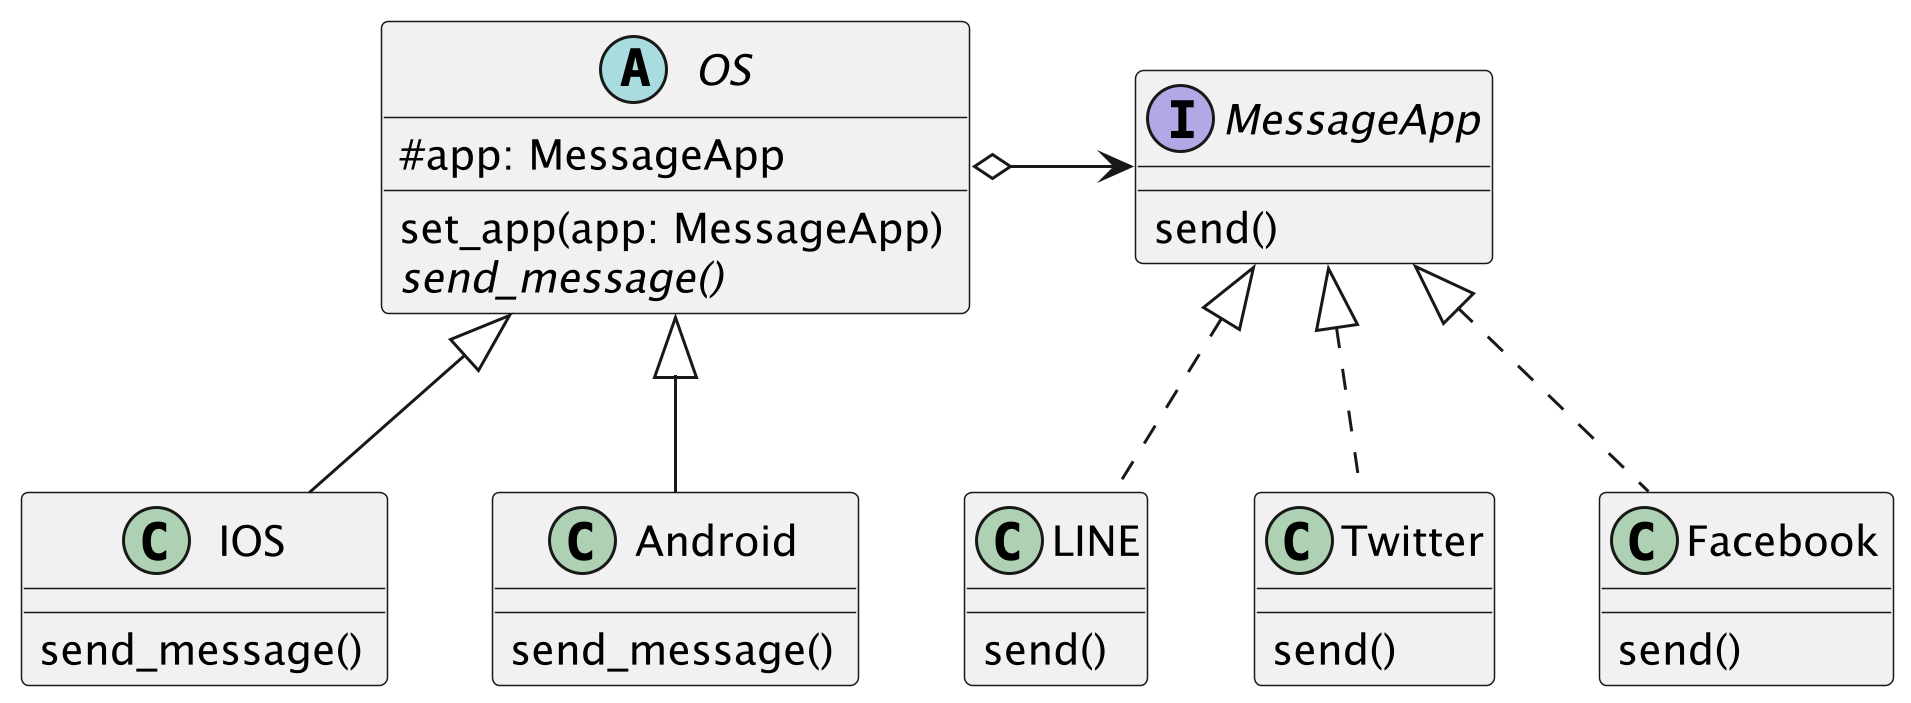 A OS
#app: MessageApp
set_app(app: MessageApp)
send_message()
I MessageApp
send()
C IOS
send_message()
C Android
send_message()
C LINE
send()
C Twitter
send()
C Facebook
send()